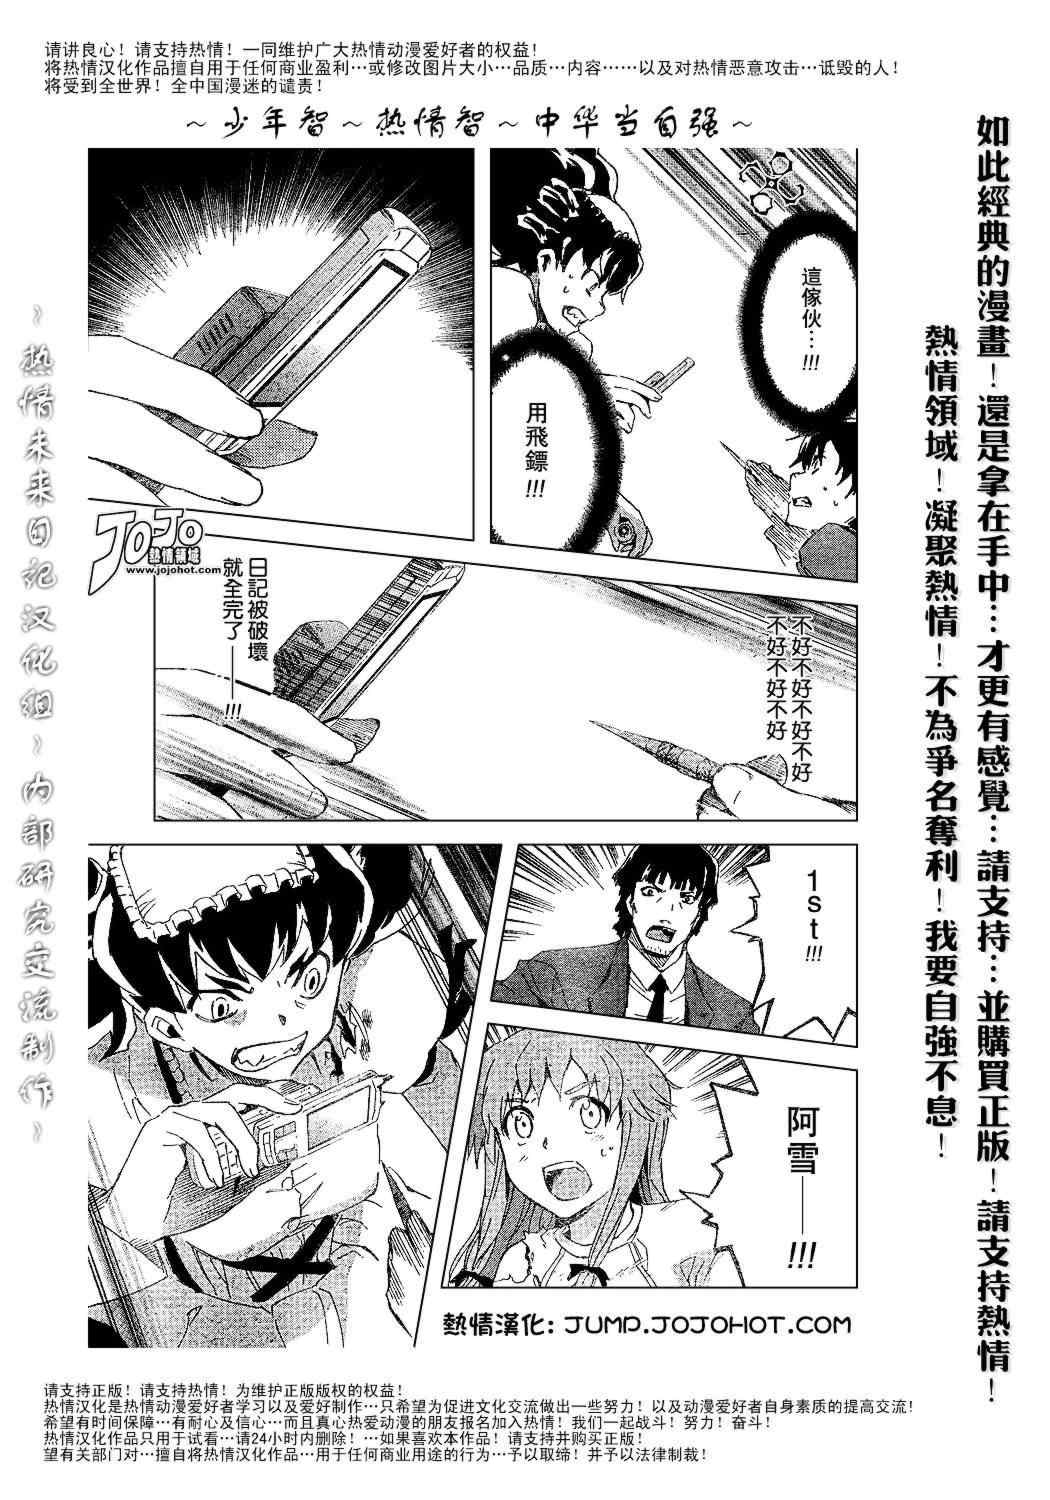 请讲良心！请支持热情！一同维护广大热情动漫爱好者的权益！
将热情汉化作品擅自用于任何商业盈利…或修改图片大小…品质…内容……以及对热情恶意攻击…诋毁的人！
将受到全世界！全中国漫迷的谴责！
～少年智～热情智～中华当自强～
如此經典的漫畫！還是拿在手中…才更有感覺…請支持…並購買正版！請支持熱情！
熱情領域！凝聚熱情！不為爭名奪利！我要自強不息！
～热情未来日记汉化组～内部研究交流制作～
這傢伙…!!!
用飛鏢!!!
JOJO
熱情領域
www.jojohot.com
不好不好不好不好
不好不好不好
日記被破壞
就全完了——!!!
1st!!!
阿雪——!!!
熱情漢化: JUMP.JOJOHOT.COM
请支持正版！请支持热情！为维护正版版权的权益！
热情汉化是热情动漫爱好者学习以及爱好制作…只希望为促进文化交流做出一些努力！以及动漫爱好者自身素质的提高交流！
希望有时间保障…有耐心及信心…而且真心热爱动漫的朋友报名加入热情！我们一起战斗！努力！奋斗！
热情汉化作品只用于试看…请24小时内删除！…如果喜欢本作品！请支持并购买正版！
望有关部门对…擅自将热情汉化作品…用于任何商业用途的行为…予以取缔！并予以法律制裁！